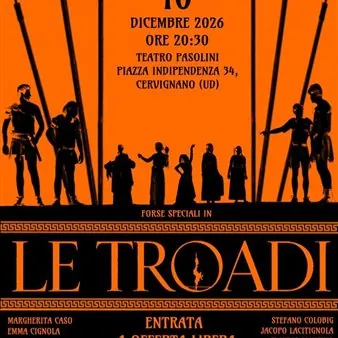 DICEMBRE 2026
ORE 20:30
TEATRO PASOLINI
PIAZZA INDIPENDENZA 34,
CERVIGNANO (UD)
FORSE SPECIALI IN
LE TROADI
MARGHERITA CASO
EMMA CIGNOLA
ENTRATA
A OFFERTA LIBERA
STEFANO COLOBIG
JACOPO LACITIGNOLA